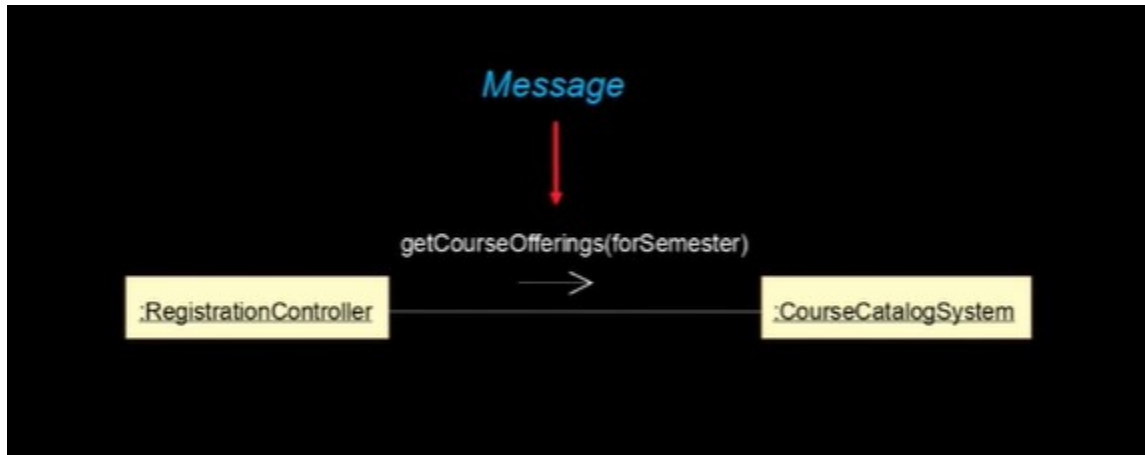 Message
getCourseOfferings(forSemester)
:RegistrationController
:CourseCatalogSystem